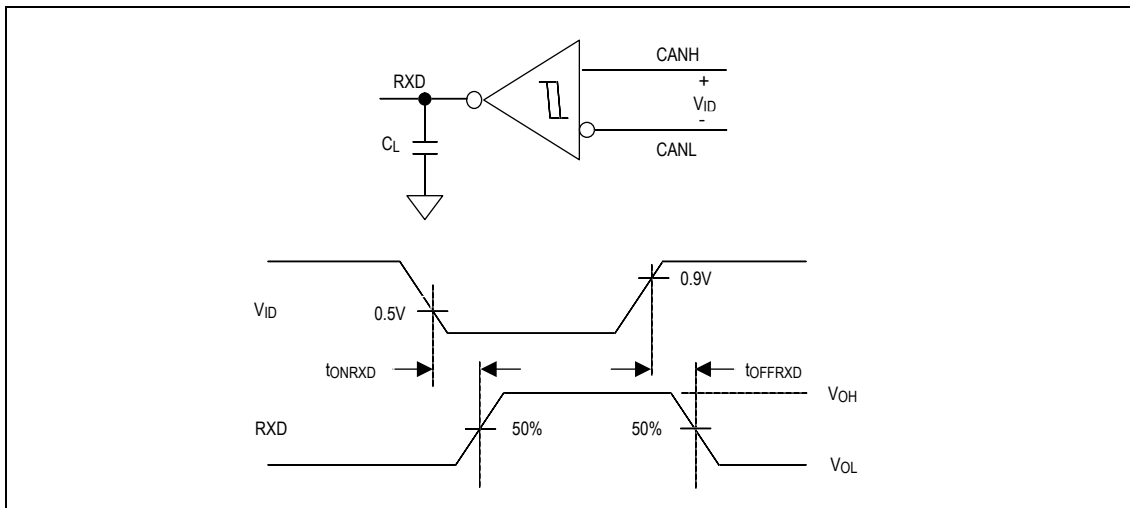 CANH
RXD
+
VID
-
CL
CANL
0.9V
VID
0.5V
tONRXD
tOFFRXD
VOH
RXD
50%
50%
VOL